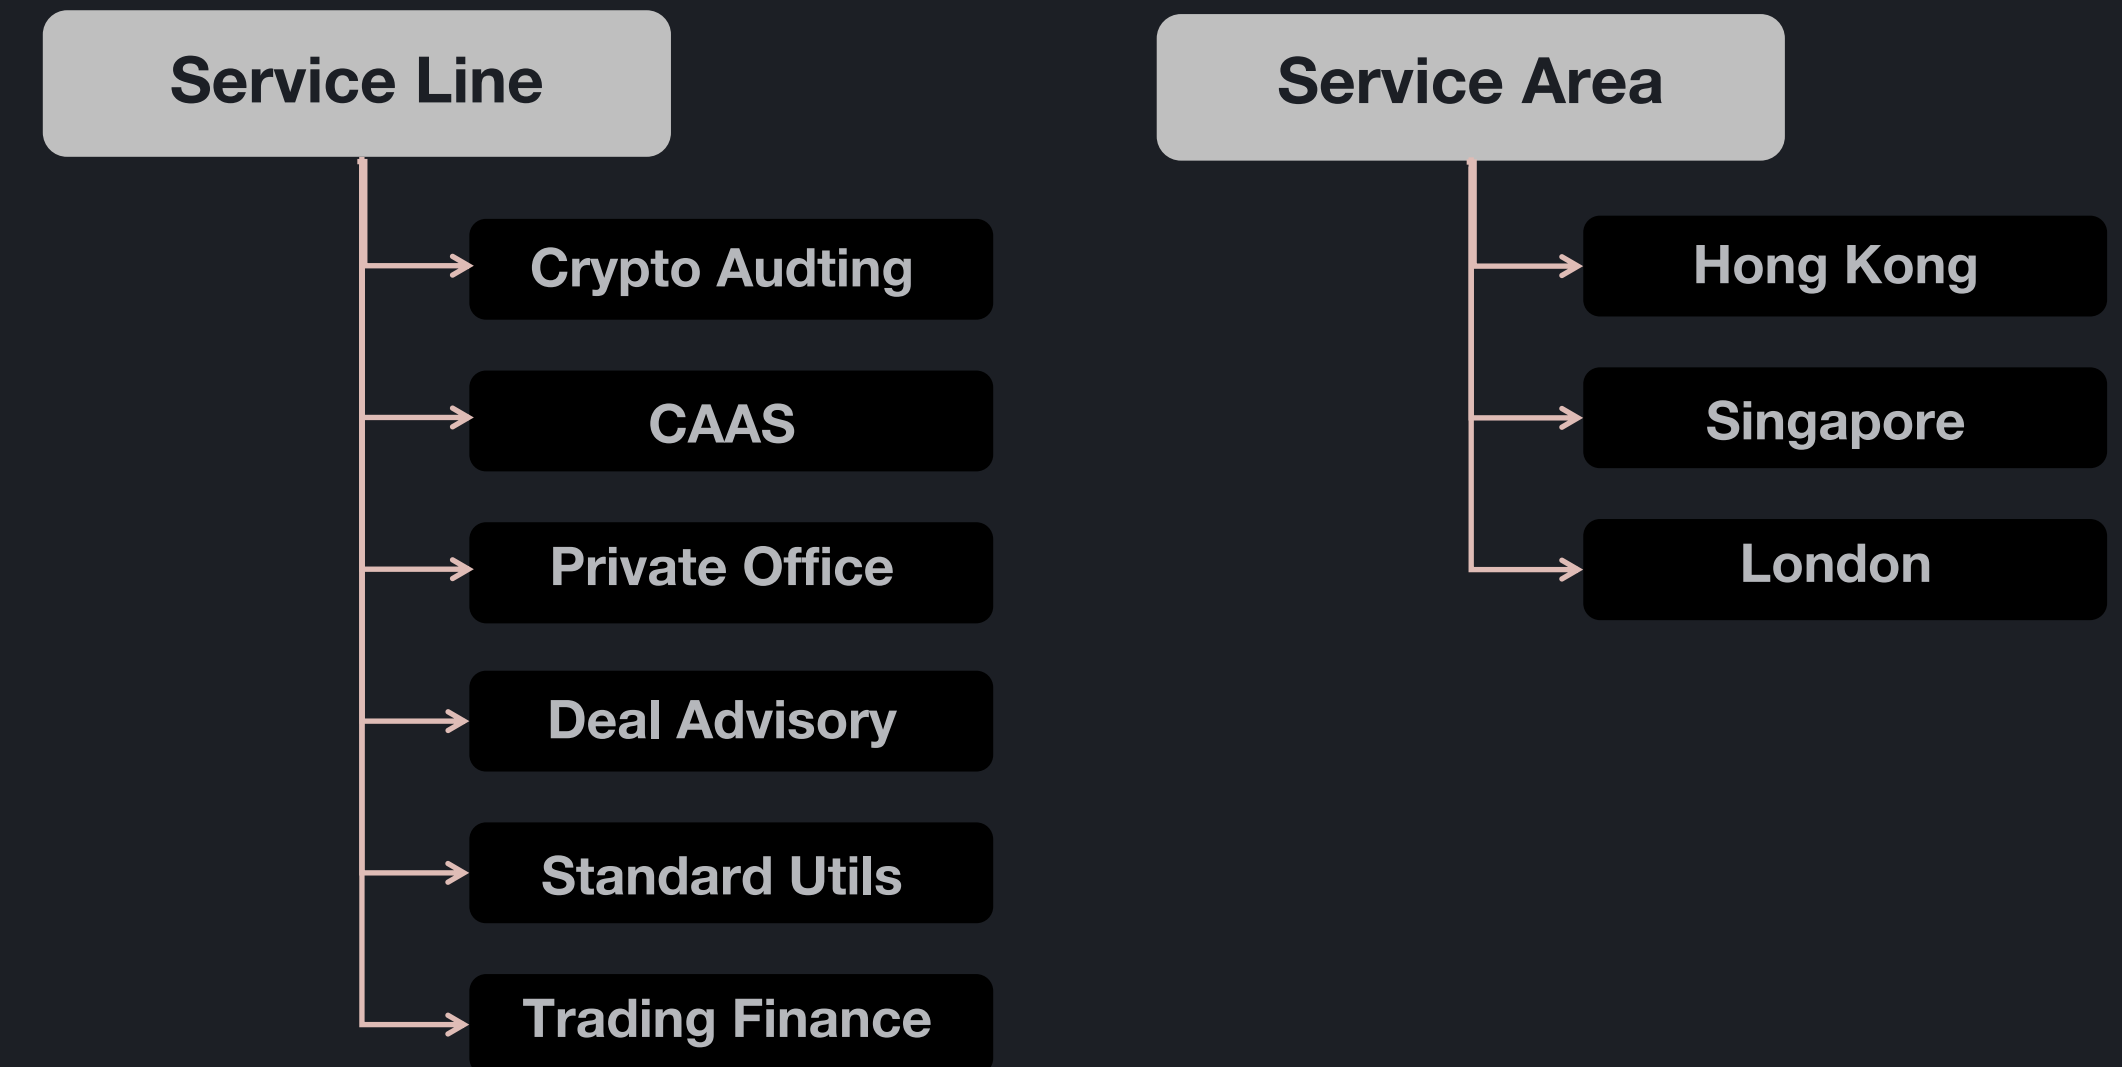 Service Line
Crypto Audting
CAAS
Private Office
Deal Advisory
Standard Utils
Trading Finance
Service Area
Hong Kong
Singapore
London